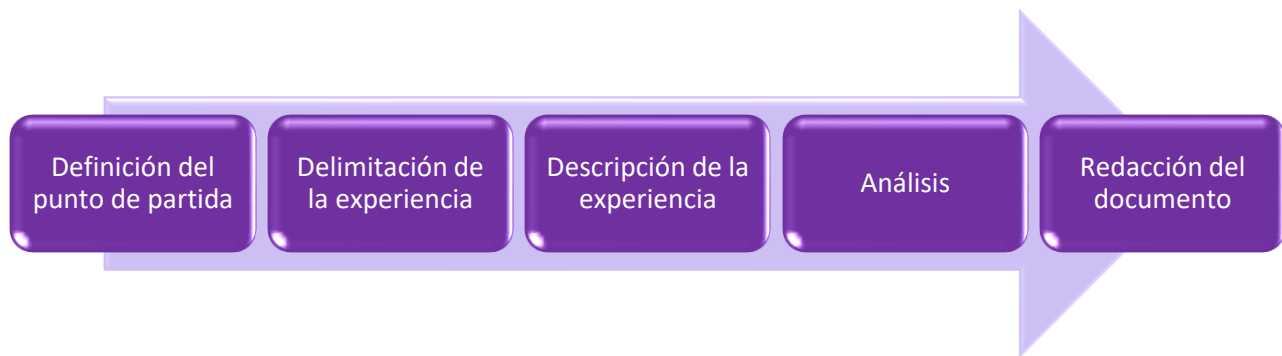 Definición del
punto de partida
Delimitación de
la experiencia
Descripción de la
experiencia
Análisis
Redacción del
documento